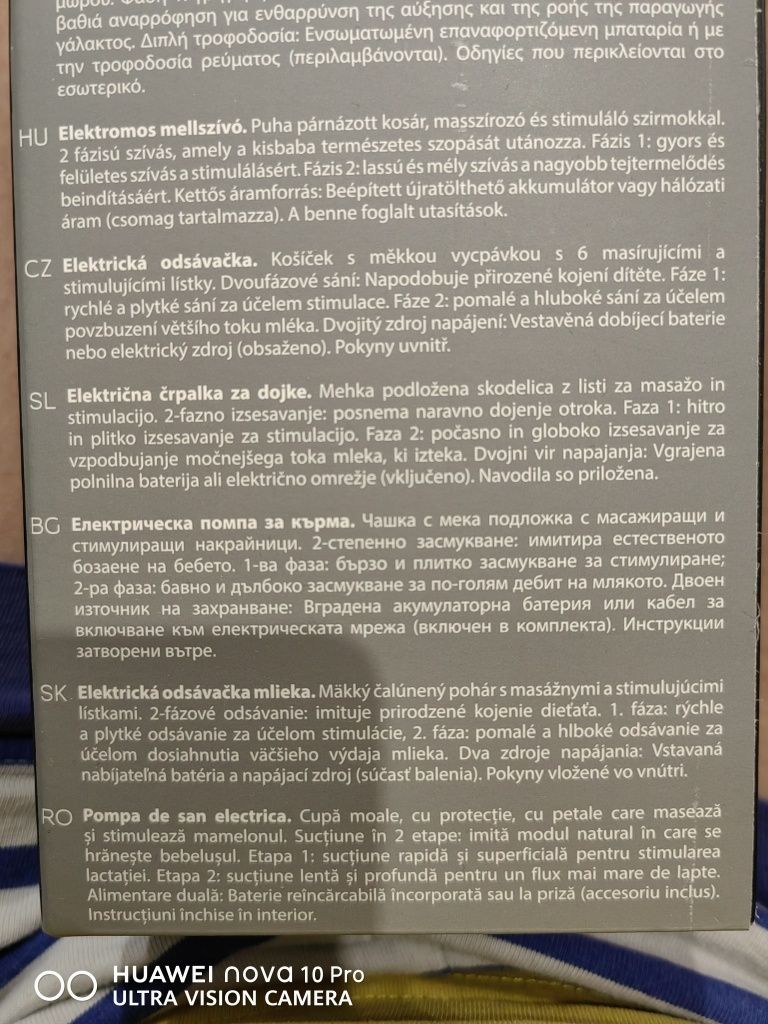 βαθιά αναρρόφηση για ενθάρρυνση της αύξησης και της ροής της παραγωγής
γάλακτος. Διπλή τροφοδοσία: Ενσωματωμένη επαναφορτιζόμενη μπαταρία ή με
την τροφοδοσία ρεύματος (περιλαμβάνονται). Οδηγίες που περικλείονται στο
εσωτερικό.
HU Elektromos mellszívó. Puha párnázott kosár, masszírozó és stimuláló szirmokkal.
2 fázisú szívás, amely a kisbaba természetes szopását utánozza. Fázis 1: gyors és
felületes szívás a stimulálásért. Fázis 2: lassú és mély szívás a nagyobb tejtermelődés
beindításáért. Kettős áramforrás: Beépített újratölthető akkumulátor vagy hálózati
áram (csomag tartalmazza). A benne foglalt utasítások.
CZ Elektrická odsávačka. Košíček s měkkou vycpávkou s 6 masírujícími a
stimulujícími lístky. Dvoufázové sání: Napodobuje přirozené kojení dítěte. Fáze 1:
rychlé a plytké sání za účelem stimulace. Fáze 2: pomalé a hluboké sání za účelem
povzbuzení většího toku mléka. Dvojitý zdroj napájení: Vestavěná dobíjecí baterie
nebo elektrický zdroj (obsaženo). Pokyny uvnitř.
SL Električna črpalka za dojke. Mehka podložena skodelica z listi za masažo in
stimulacijo. 2-fazno izsesavanje: posnema naravno dojenje otroka. Faza 1: hitro
in plitko izsesavanje za stimulacijo. Faza 2: počasno in globoko izsesavanje za
vzpodbujanje močnejšega toka mleka, ki izteka. Dvojni vir napajanja: Vgrajena
polnilna baterija ali električno omrežje (vključeno). Navodila so priložena.
BG Електрическа помпа за кърма. Чашка с мека подложка с масажиращи и
стимулиращи накрайници. 2-степенно засмукване: имитира естественото
бозаене на бебето. 1-ва фаза: бързо и плитко засмукване за стимулиране;
2-ра фаза: бавно и дълбоко засмукване за по-голям дебит на млякото. Двоен
източник на захранване: Вградена акумулаторна батерия или кабел за
включване към електрическата мрежа (включен в комплекта). Инструкции
затворени вътре.
SK Elektrická odsávačka mlieka. Mäkký čalúnený pohár s masážnymi a stimulujúcimi
lístkami. 2-fázové odsávanie: imituje prirodzené kojenie dieťaťa. 1. fáza: rýchle
a plytké odsávanie za účelom stimulácie, 2. fáza: pomalé a hlboké odsávanie za
účelom dosiahnutia väčšieho výdaja mlieka. Dva zdroje napájania: Vstavaná
nabíjateľná batéria a napájací zdroj (súčasť balenia). Pokyny vložené vo vnútri.
RO Pompa de san electrica. Cupă moale, cu protecție, cu petale care masează
și stimulează mamelonul. Sucțiune în 2 etape: imită modul natural în care se
hrănește bebelușul. Etapa 1: sucțiune rapidă și superficială pentru stimularea
lactației. Etapa 2: sucțiune lentă și profundă pentru un flux mai mare de lapte.
Alimentare duală: Baterie reîncărcabilă încorporată sau la priză (accesoriu inclus).
Instrucțiuni închise în interior.
HUAWEI nova 10 Pro
ULTRA VISION CAMERA